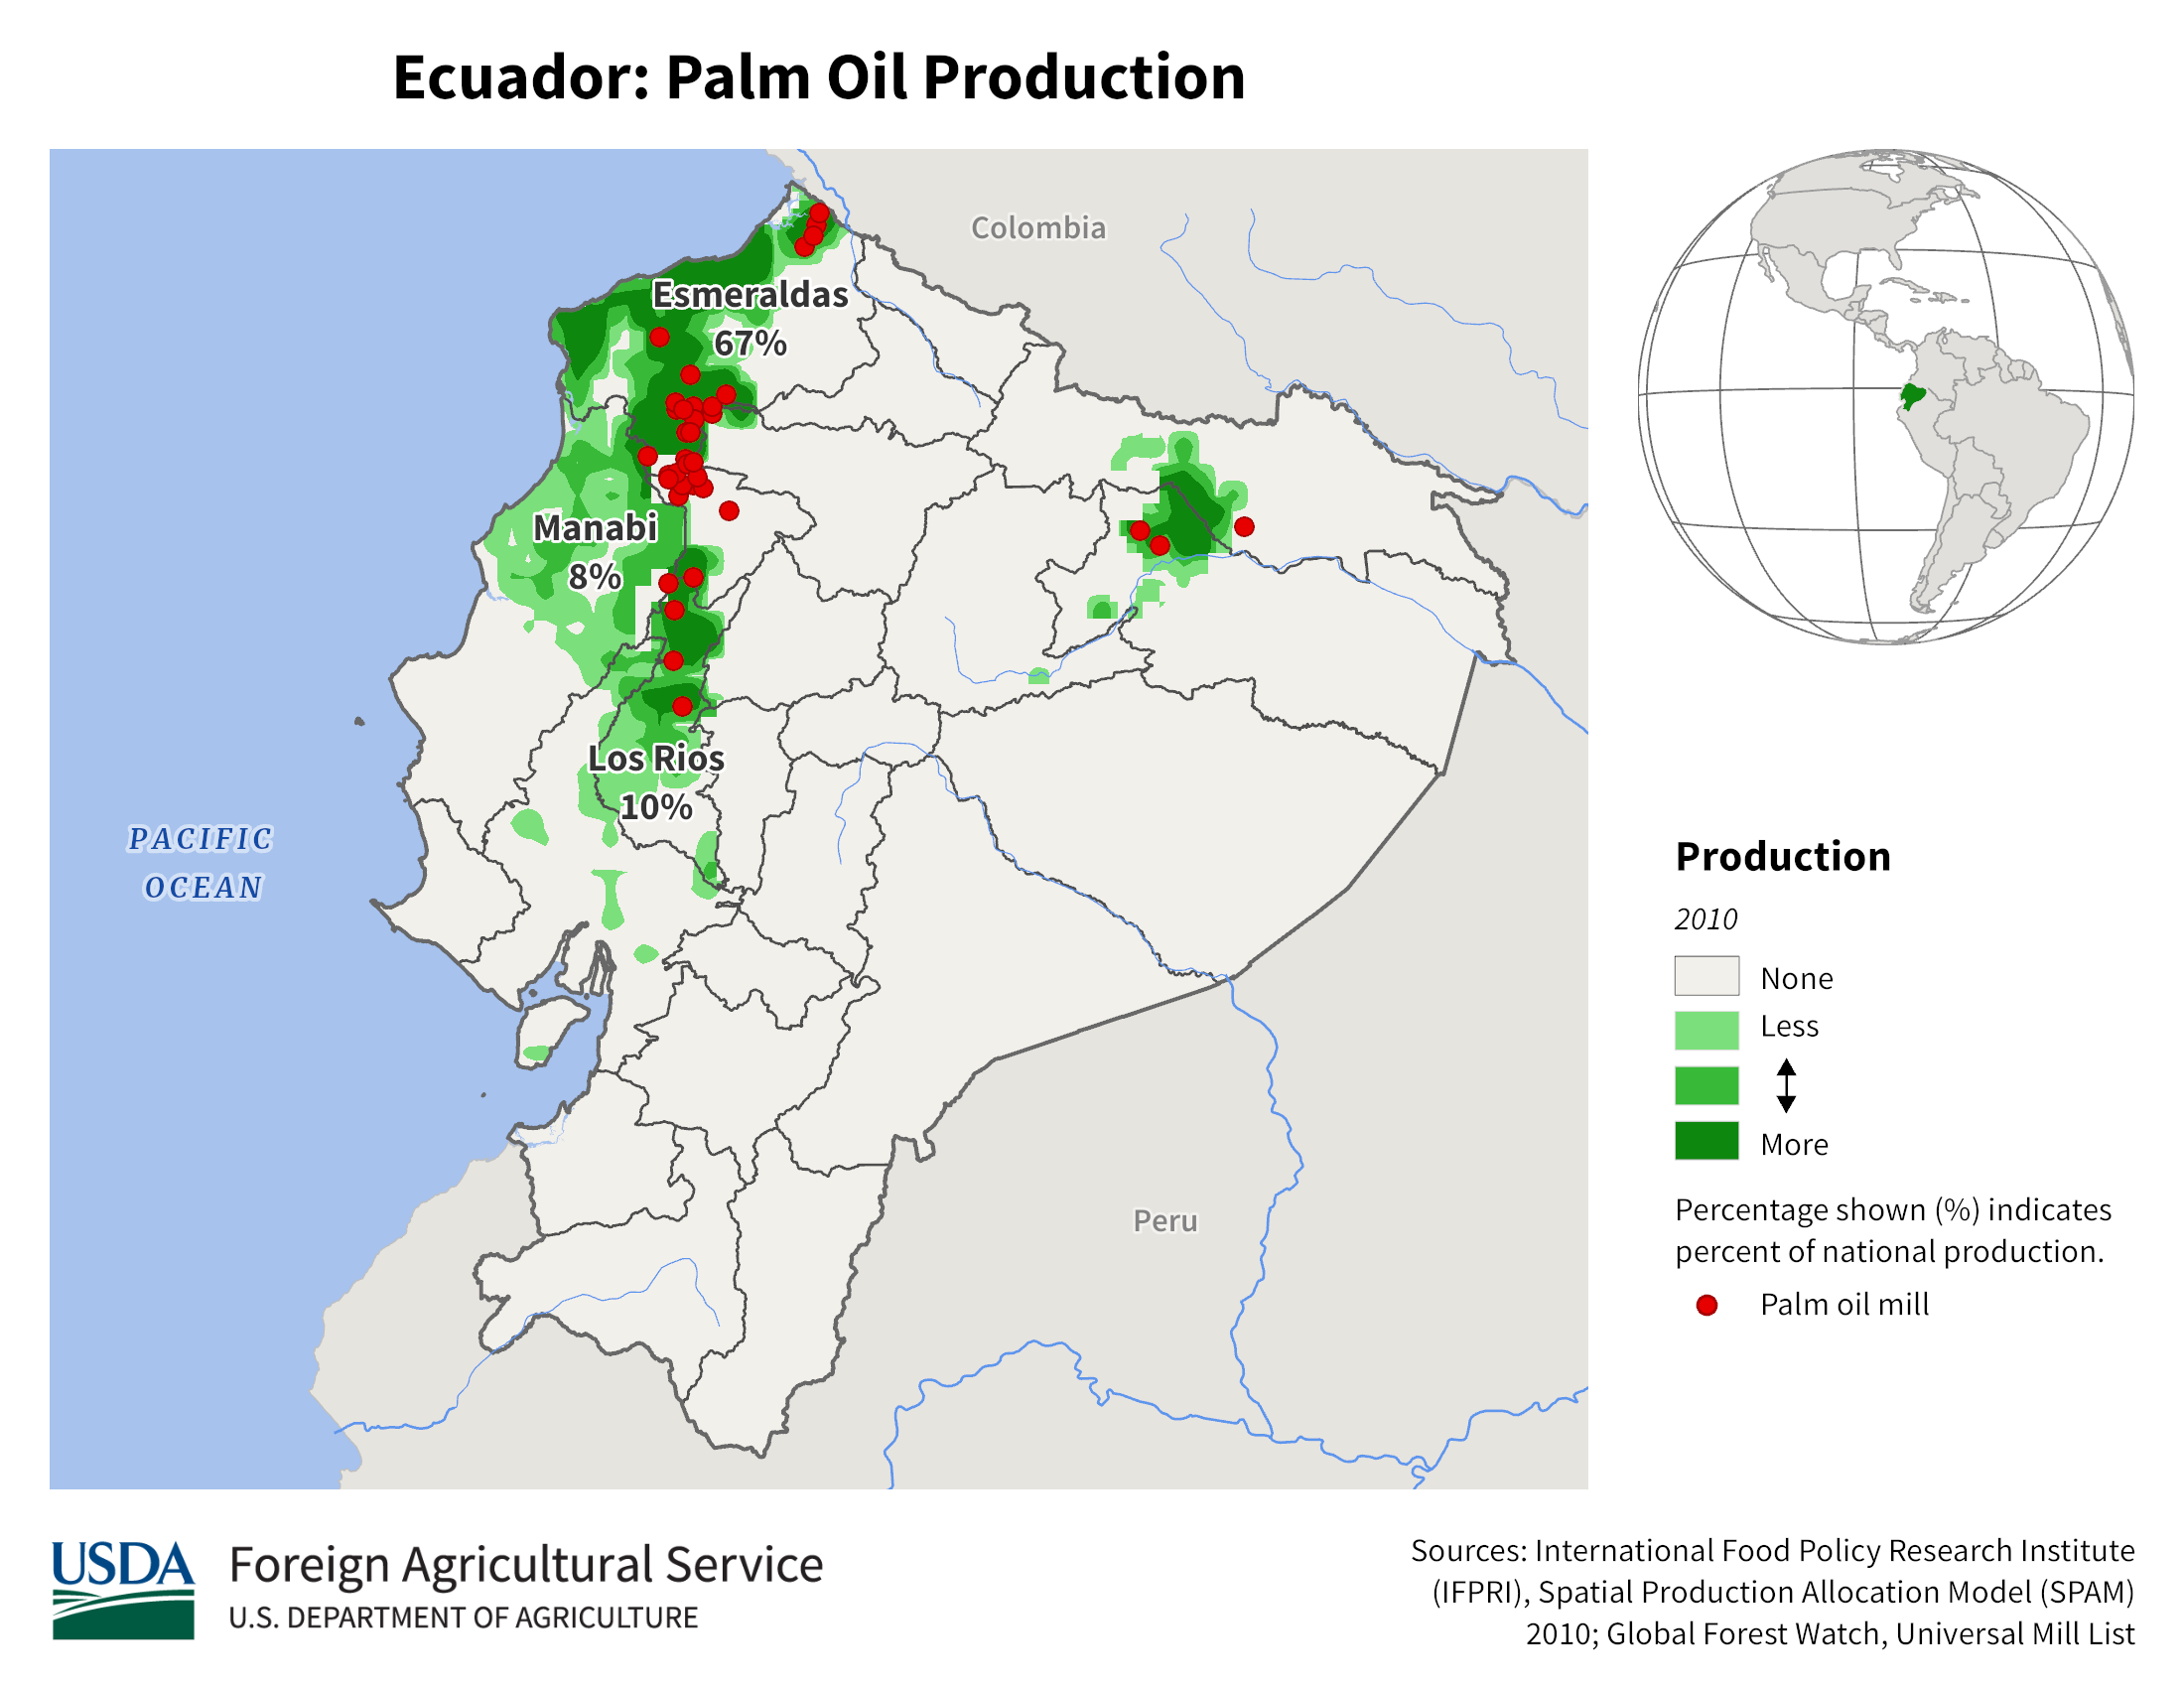 Ecuador: Palm Oil Production
Colombia
Esmeraldas
67%
Manabi
8%
Los Rios
10%
PACIFIC
OCEAN
Peru
Production
2010
None
Less
More
Percentage shown (%) indicates
percent of national production.
Palm oil mill
USDA
Foreign Agricultural Service
U.S. DEPARTMENT OF AGRICULTURE
Sources: International Food Policy Research Institute
(IFPRI), Spatial Production Allocation Model (SPAM)
2010; Global Forest Watch, Universal Mill List